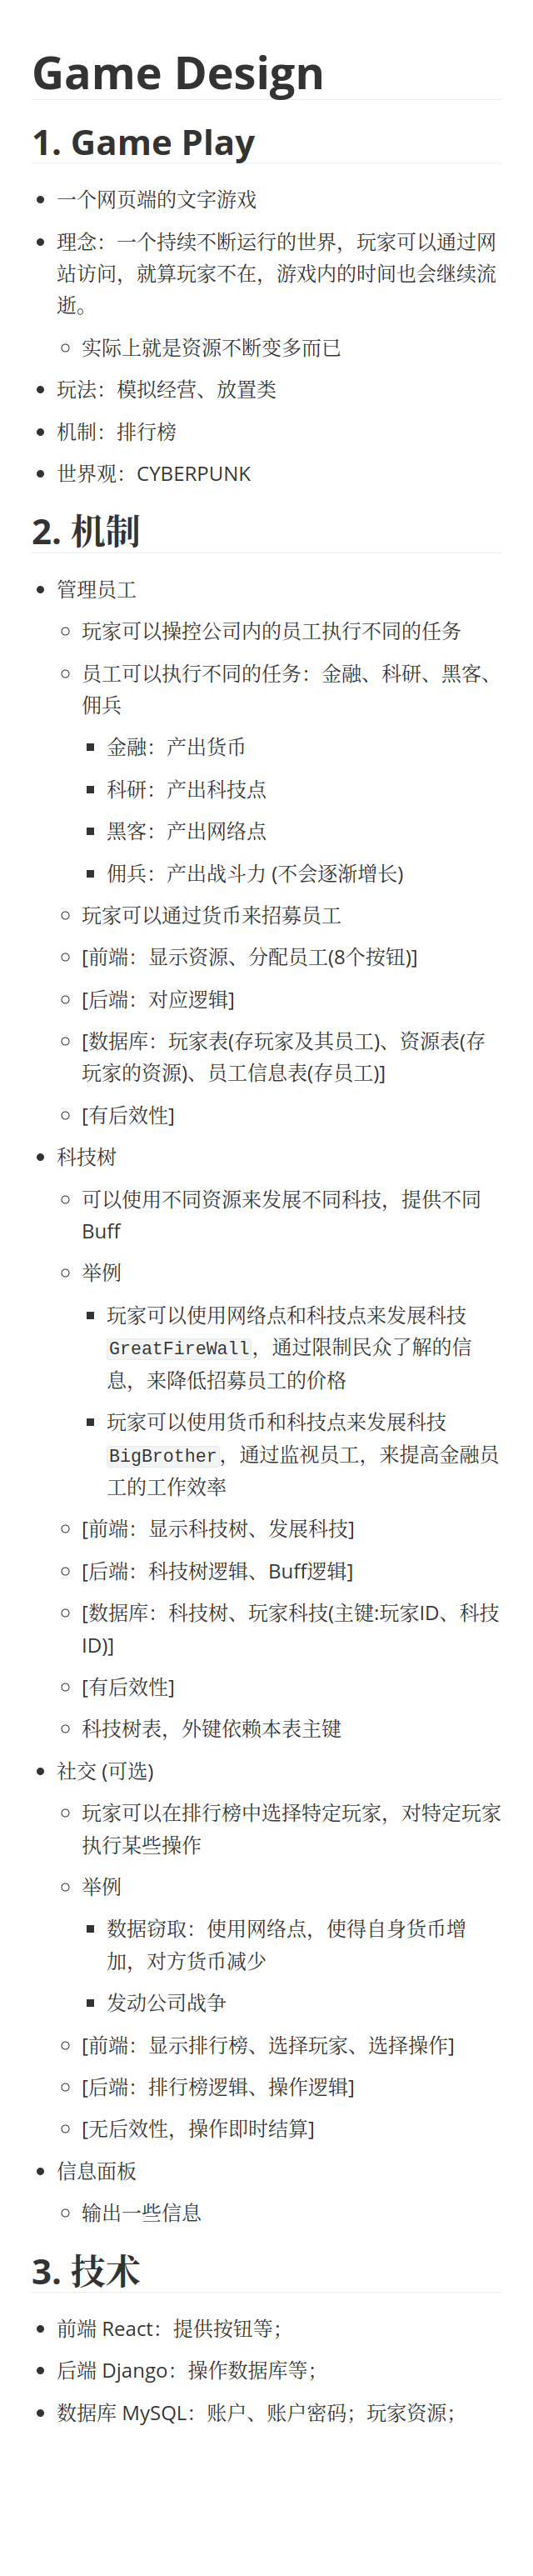 Game Design
1. Game Play
一个网页端的文字游戏
理念：一个持续不断运行的世界，玩家可以通过网
站访问，就算玩家不在，游戏内的时间也会继续流
逝。
实际上就是资源不断变多而已
玩法：模拟经营、放置类
机制：排行榜
世界观：CYBERPUNK
2. 机制
管理员工
玩家可以操控公司内的员工执行不同的任务
员工可以执行不同的任务：金融、科研、黑客、
佣兵
金融：产出货币
科研：产出科技点
黑客：产出网络点
佣兵：产出战斗力 (不会逐渐增长)
玩家可以通过货币来招募员工
[前端：显示资源、分配员工(8个按钮)]
[后端：对应逻辑]
[数据库：玩家表(存玩家及其员工)、资源表(存
玩家的资源)、员工信息表(存员工)]
[有后效性]
科技树
可以使用不同资源来发展不同科技，提供不同
Buff
举例
玩家可以使用网络点和科技点来发展科技
GreatFireWall，通过限制民众了解的信
息，来降低招募员工的价格
玩家可以使用货币和科技点来发展科技
BigBrother，通过监视员工，来提高金融员
工的工作效率
[前端：显示科技树、发展科技]
[后端：科技树逻辑、Buff逻辑]
[数据库：科技树、玩家科技(主键:玩家ID、科技
ID)]
[有后效性]
科技树表，外键依赖本表主键
社交 (可选)
玩家可以在排行榜中选择特定玩家，对特定玩家
执行某些操作
举例
数据窃取：使用网络点，使得自身货币增
加，对方货币减少
发动公司战争
[前端：显示排行榜、选择玩家、选择操作]
[后端：排行榜逻辑、操作逻辑]
[无后效性，操作即时结算]
信息面板
输出一些信息
3. 技术
前端 React：提供按钮等；
后端 Django：操作数据库等；
数据库 MySQL：账户、账户密码；玩家资源；